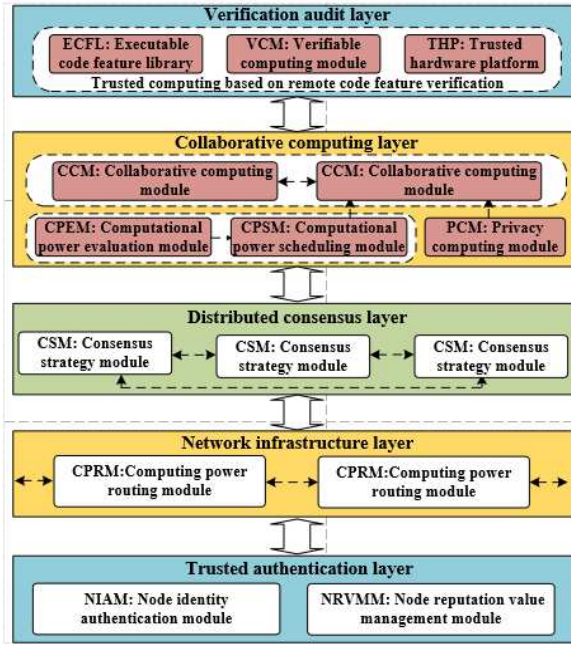 Verification audit layer
ECFL: Executable
code feature library
VCM: Verifiable
computing module
THP: Trusted
hardware platform
Trusted computing based on remote code feature verification
Collaborative computing layer
CCM: Collaborative computing
module
CCM: Collaborative computing
module
CPEM: Computational
power evaluation module
CPSM: Computational
power scheduling module
PCM: Privacy
computing module
Distributed consensus layer
CSM: Consensus
strategy module
CSM: Consensus
strategy module
CSM: Consensus
strategy module
Network infrastructure layer
CPRM:Computing power
routing module
CPRM:Computing power
routing module
Trusted authentication layer
NIAM: Node identity
authentication module
NRVMM: Node reputation value
management module